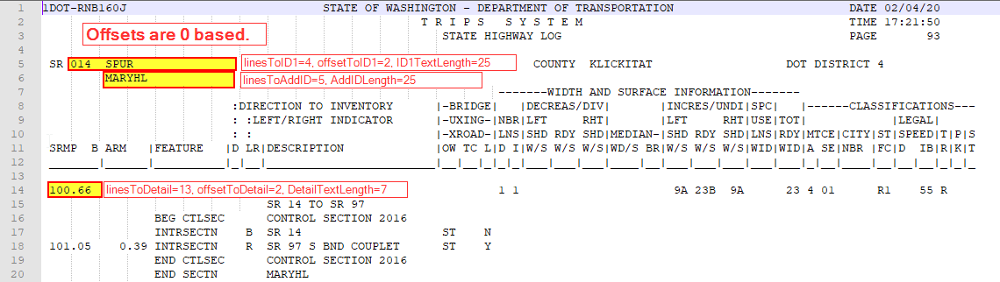 1 1DOT-RNB160J STATE OF WASHINGTON - DEPARTMENT OF TRANSPORTATION DATE 02/04/20
2 T R I P S   S Y S T E M TIME 17:21:50
3 Offsets are 0 based. STATE HIGHWAY LOG PAGE 93
4
5 SR 014 SPUR linesToID1=4, offsetToID1=2, ID1TextLength=25 COUNTY KLICKITAT DOT DISTRICT 4
6 MARYHL linesToAddID=5, AddIDLength=25
7 -------WIDTH AND SURFACE INFORMATION-------
8 :DIRECTION TO INVENTORY |-BRIDGE| |DECREAS/DIV| |INCRES/UNDI|SPC| |------CLASSIFICATIONS---
9 : :LEFT/RIGHT INDICATOR |-UXING-|NBR|LFT RHT| |LFT RHT|USE|TOT| | |LEGAL| | |
10 : : |-XROAD-|LNS|SHD RDY SHD|MEDIAN-|SHD RDY SHD|LNS|RDY|MTCE|CITY|ST|SPEED|T|P|S
11 SRMP B ARM |FEATURE |D LR|DESCRIPTION |OW TC L|D I|W/S W/S W/S|WD/S BR|W/S W/S W/S|WID|WID|A SE|NBR |FC|D IB|R|K|T
12 _______|______|__________|_|__|___________________________|__|__|_|_|_|___|___|___|____|__|___|___|___|___|___|_|__|____|__|__|__|_|_|_
13
14 100.66 linesToDetail=13, offsetToDetail=2, DetailTextLength=7 1 1 9A 23B 9A 23 4 01 R1 55 R
15 SR 14 TO SR 97
16 BEG CTLSEC CONTROL SECTION 2016
17 INTRSECTN B SR 14 ST N
18 101.05 0.39 INTRSECTN R SR 97 S BND COUPLET ST Y
19 END CTLSEC CONTROL SECTION 2016
20 END SECTN MARYHL